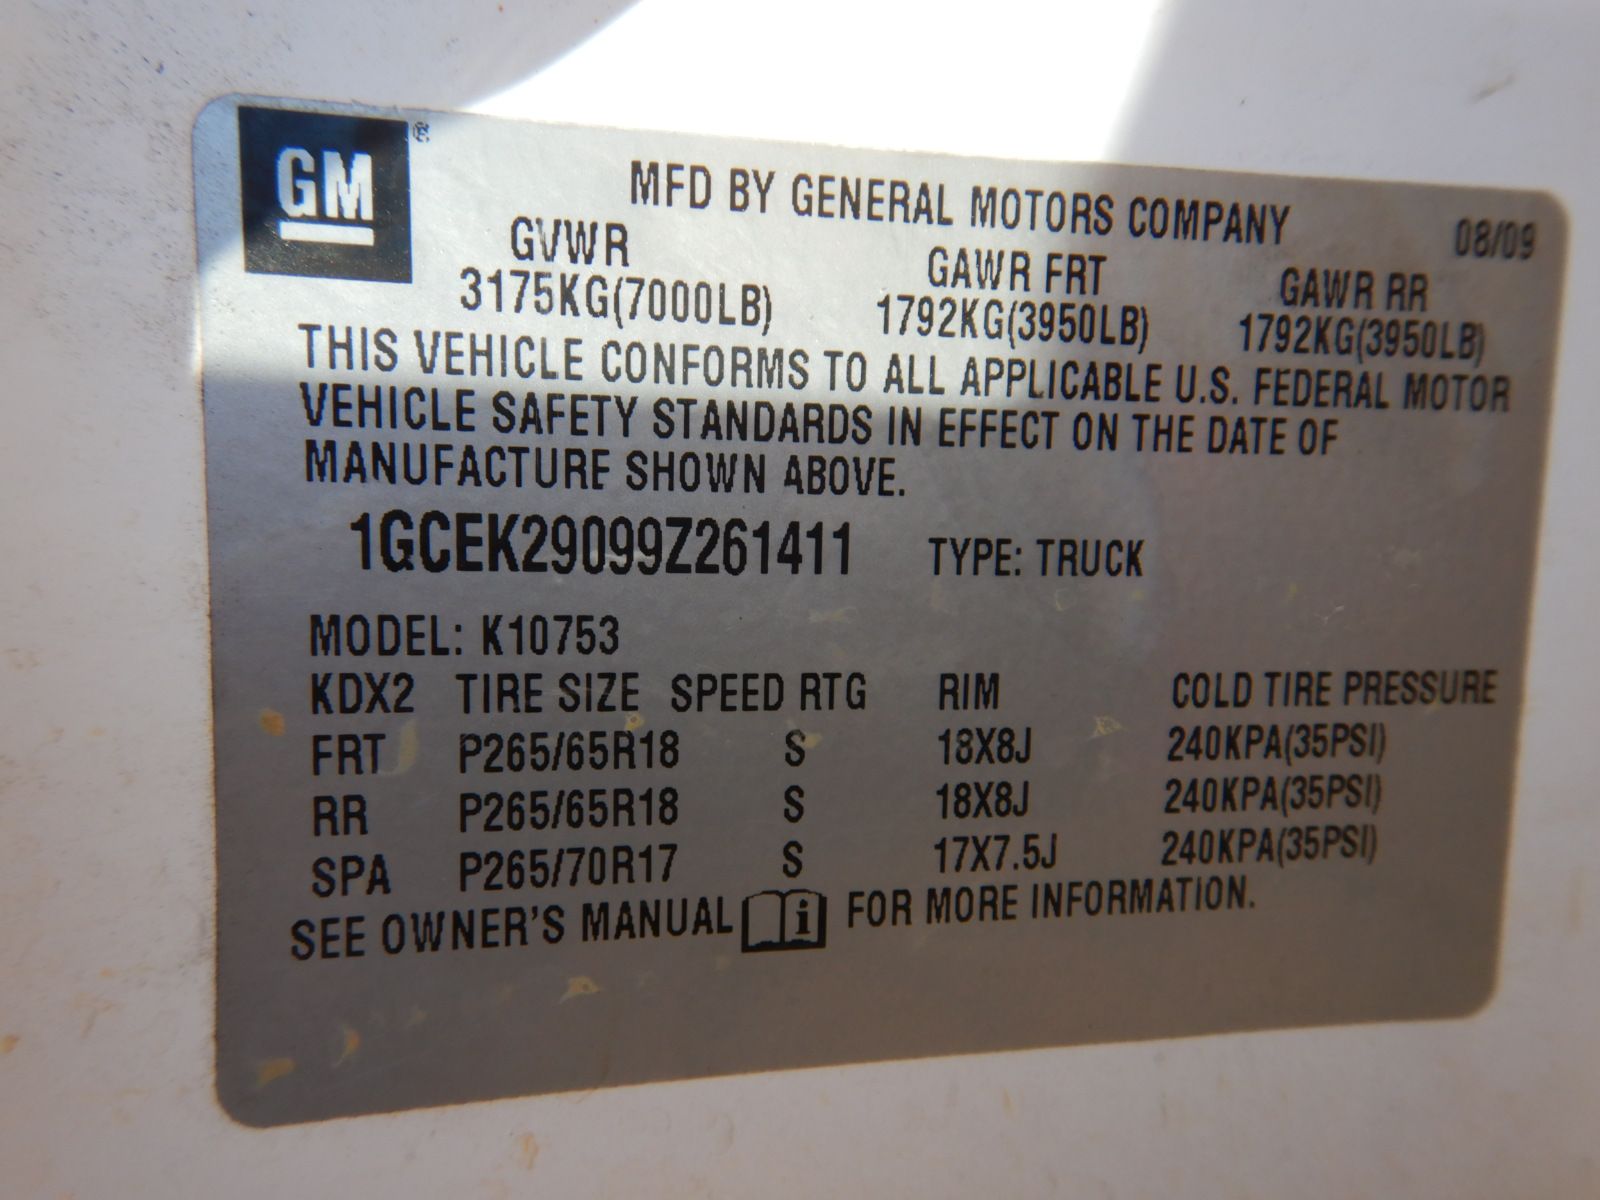 GM®
MFD BY GENERAL MOTORS COMPANY 08/09
GVWR GAWR FRT GAWR RR
3175KG(7000LB) 1792KG(3950LB) 1792KG(3950LB)
THIS VEHICLE CONFORMS TO ALL APPLICABLE U.S. FEDERAL MOTOR
VEHICLE SAFETY STANDARDS IN EFFECT ON THE DATE OF
MANUFACTURE SHOWN ABOVE.
1GCEK29099Z261411 TYPE: TRUCK
MODEL: K10753
KDX2 TIRE SIZE SPEED RTG RIM COLD TIRE PRESSURE
FRT P265/65R18 S 18X8J 240KPA(35PSI)
RR P265/65R18 S 18X8J 240KPA(35PSI)
SPA P265/70R17 S 17X7.5J 240KPA(35PSI)
SEE OWNER'S MANUAL i FOR MORE INFORMATION.